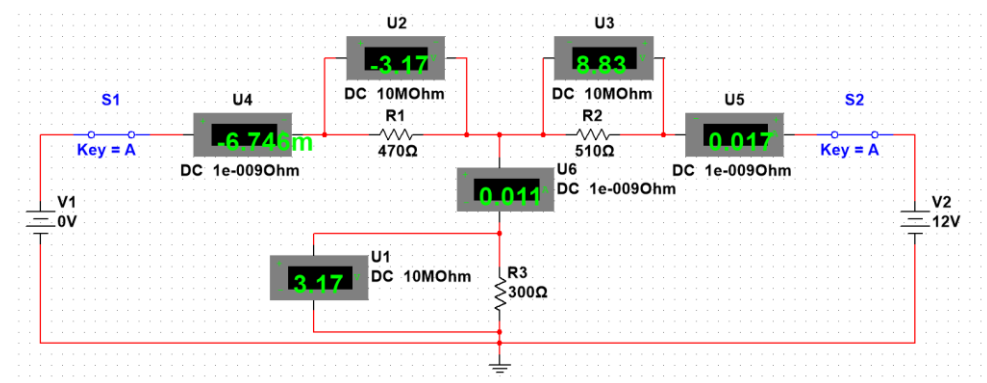 U2
-3.17
DC 10MOhm
U3
8.83
DC 10MOhm
S1
Key = A
U4
-6.746m
DC 1e-009Ohm
R1
470Ω
R2
510Ω
U5
0.017
DC 1e-009Ohm
S2
Key = A
U6
0.011
DC 1e-009Ohm
V1
0V
V2
12V
U1
3.17
DC 10MOhm
R3
300Ω